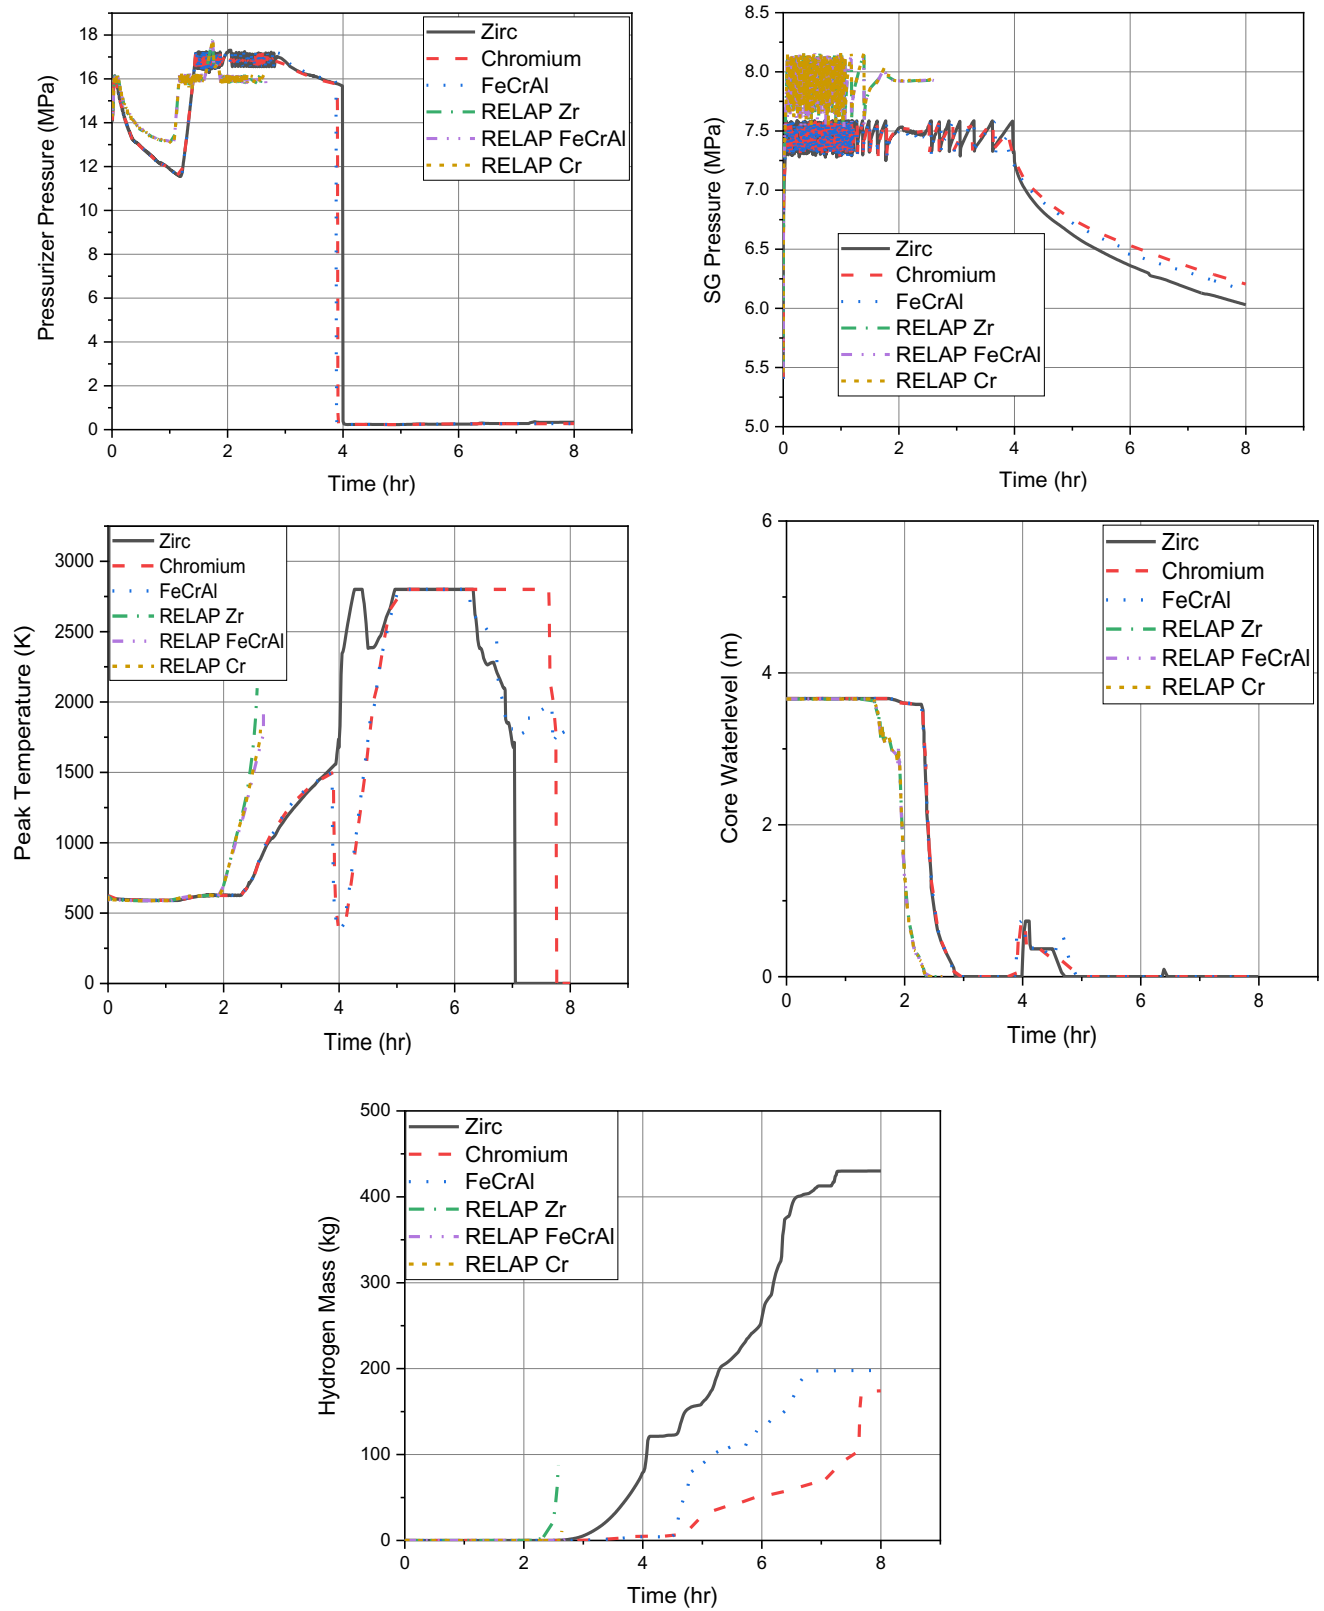 Pressurizer Pressure (MPa)
18
16
14
12
10
8
6
4
2
0
0 2 4 6 8
Time (hr)
Zirc
Chromium
FeCrAl
RELAP Zr
RELAP FeCrAl
RELAP Cr
SG Pressure (MPa)
8.5
8.0
7.5
7.0
6.5
6.0
5.5
5.0
0 2 4 6 8
Time (hr)
Zirc
Chromium
FeCrAl
RELAP Zr
RELAP FeCrAl
RELAP Cr
Peak Temperature (K)
3000
2500
2000
1500
1000
500
0
0 2 4 6 8
Time (hr)
Zirc
Chromium
FeCrAl
RELAP Zr
RELAP FeCrAl
RELAP Cr
Core Waterlevel (m)
6
4
2
0
0 2 4 6 8
Time (hr)
Zirc
Chromium
FeCrAl
RELAP Zr
RELAP FeCrAl
RELAP Cr
Hydrogen Mass (kg)
500
400
300
200
100
0
0 2 4 6 8
Time (hr)
Zirc
Chromium
FeCrAl
RELAP Zr
RELAP FeCrAl
RELAP Cr